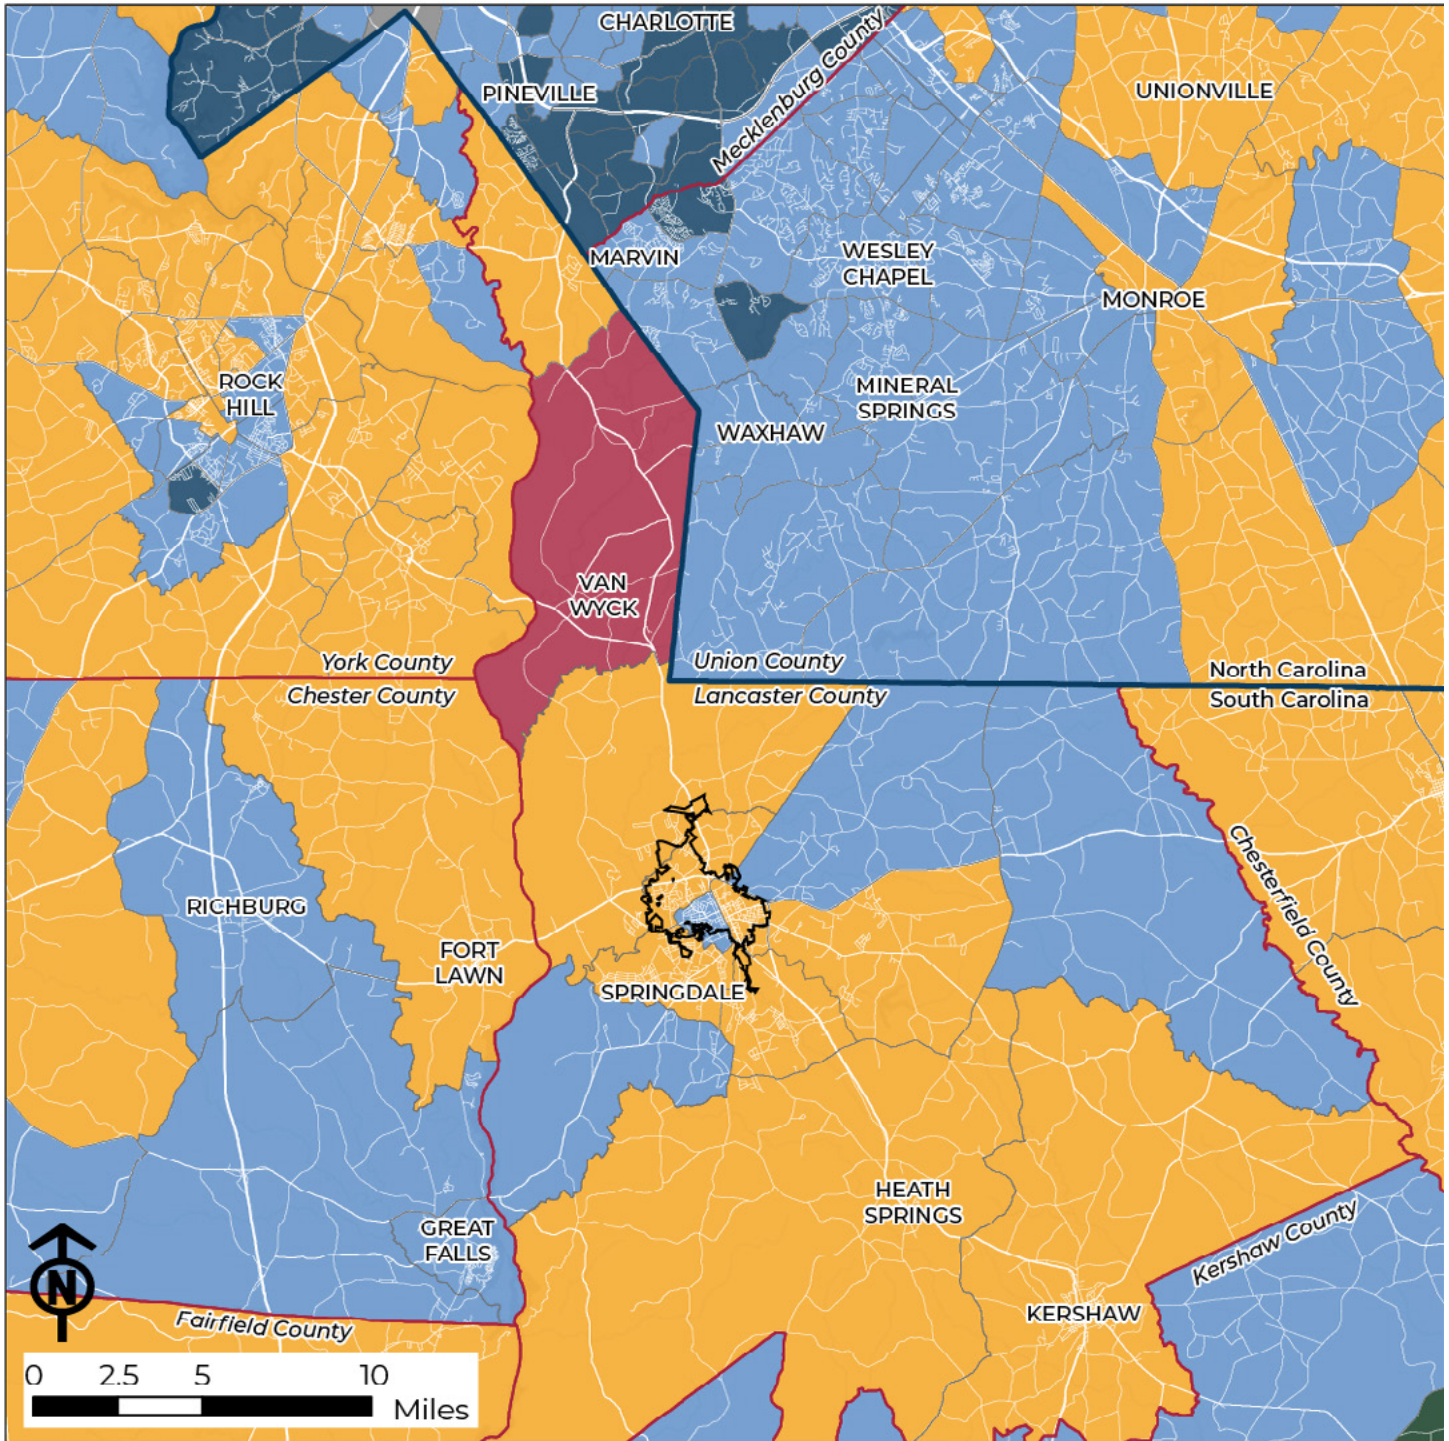 CHARLOTTE
Mecklenburg County
PINEVILLE
UNIONVILLE
MARVIN
WESLEY
CHAPEL
MONROE
ROCK
HILL
MINERAL
SPRINGS
WAXHAW
VAN
WYCK
York County
Chester County
Union County
Lancaster County
North Carolina
South Carolina
Chesterfield County
RICHBURG
FORT
LAWN
SPRINGDALE
HEATH
SPRINGS
GREAT
FALLS
Kershaw County
KERSHAW
N
Fairfield County
0 2.5 5 10
Miles